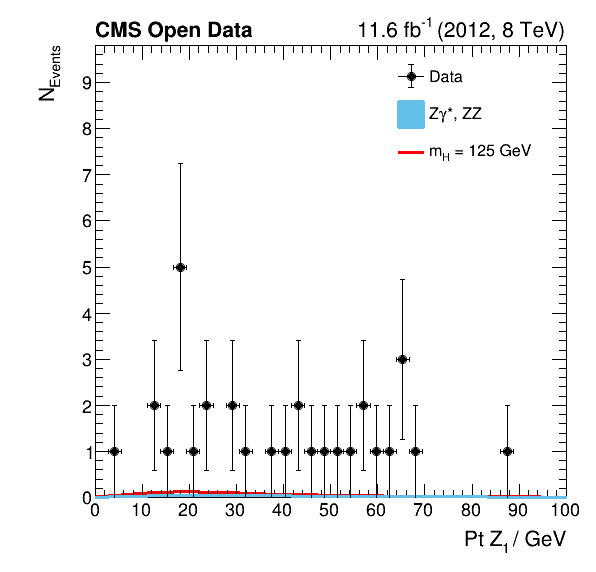 CMS Open Data 11.6 fb⁻¹ (2012, 8 TeV)
N_Events
9
8
7
6
5
4
3
2
1
0
Data
Zγ*, ZZ
m_H = 125 GeV
0 10 20 30 40 50 60 70 80 90 100
Pt Z₁ / GeV